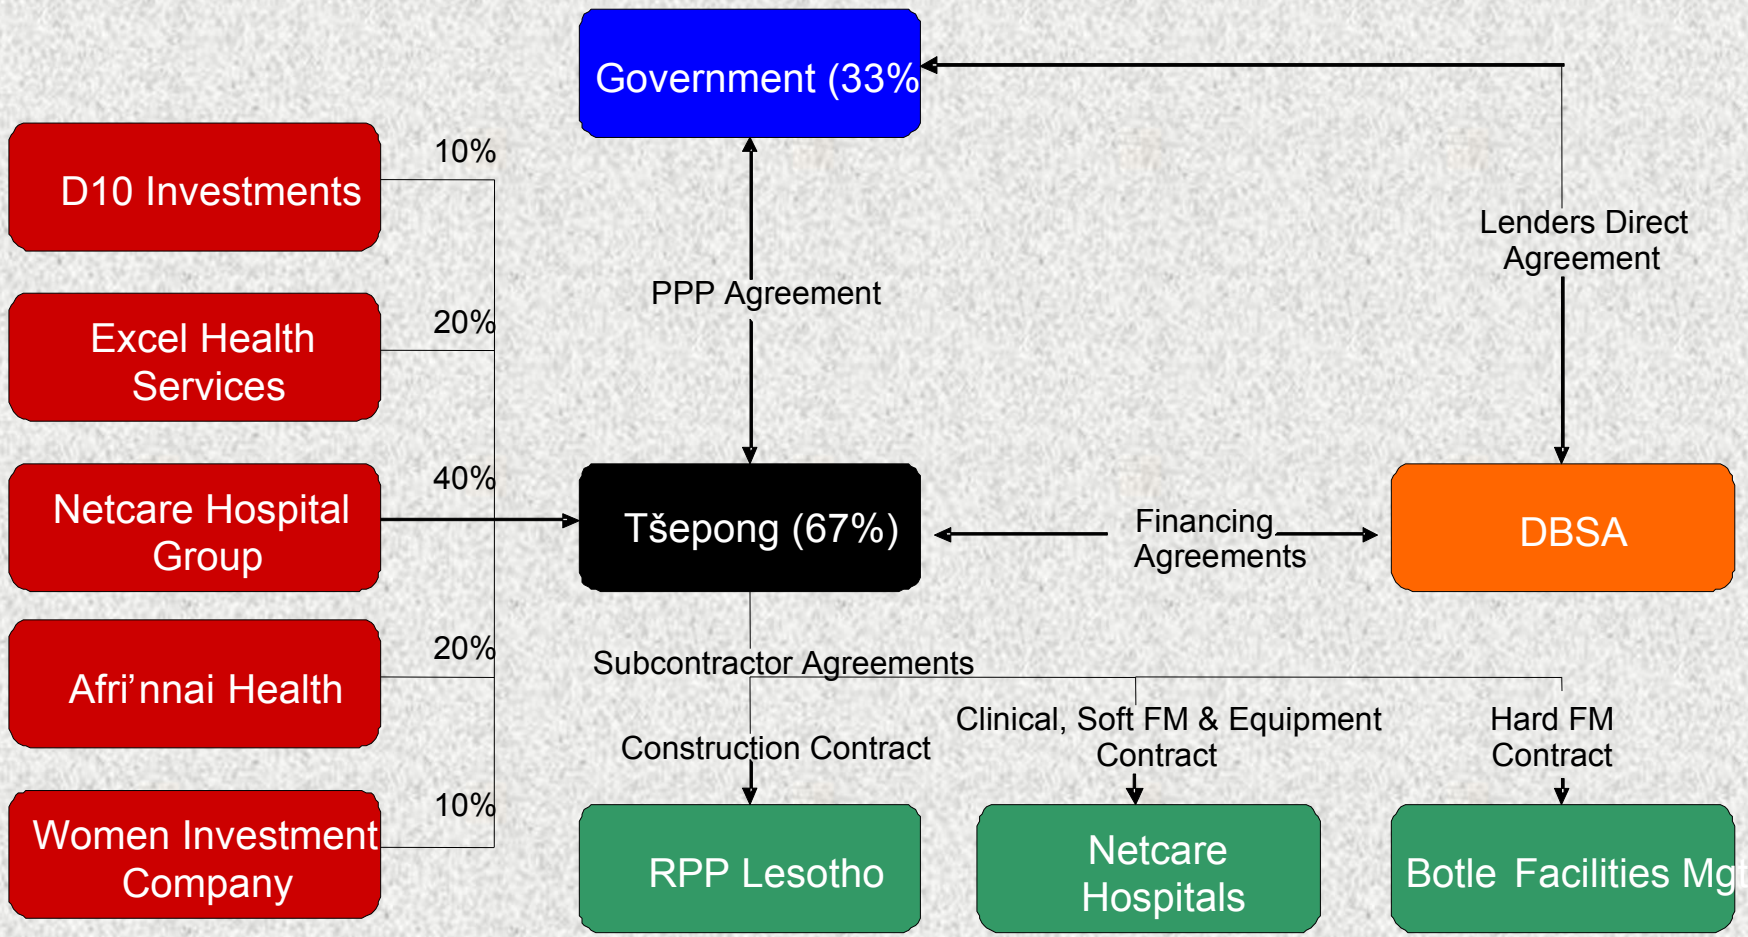 Government (33%
10%
D10 Investments
Lenders Direct
Agreement
PPP Agreement
20%
Excel Health
Services
40%
Netcare Hospital
Group
Tšepong (67%)
Financing
Agreements
DBSA
20%
Afri’nnai Health
Subcontractor Agreements
Construction Contract
Clinical, Soft FM & Equipment
Contract
Hard FM
Contract
10%
Women Investment
Company
RPP Lesotho
Netcare
Hospitals
Botle Facilities Mgt